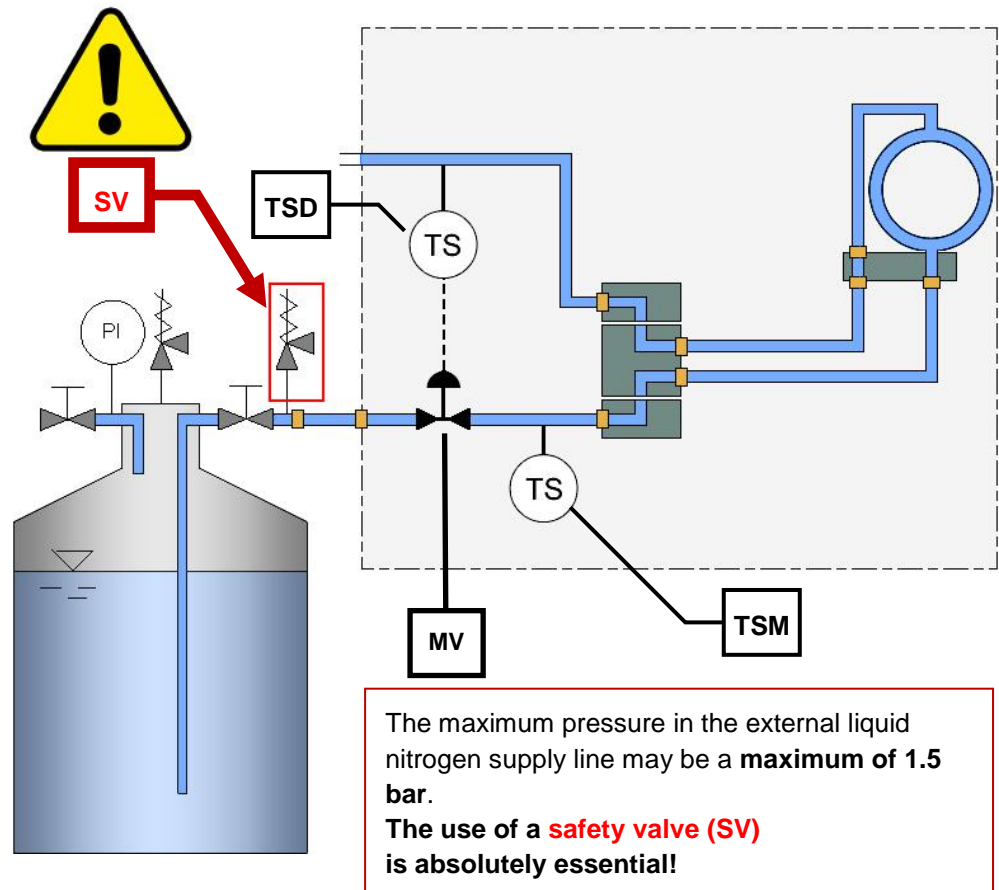 SV
TSD
TS
PI
TS
TSM
MV
The maximum pressure in the external liquid
nitrogen supply line may be a maximum of 1.5
bar.
The use of a safety valve (SV)
is absolutely essential!